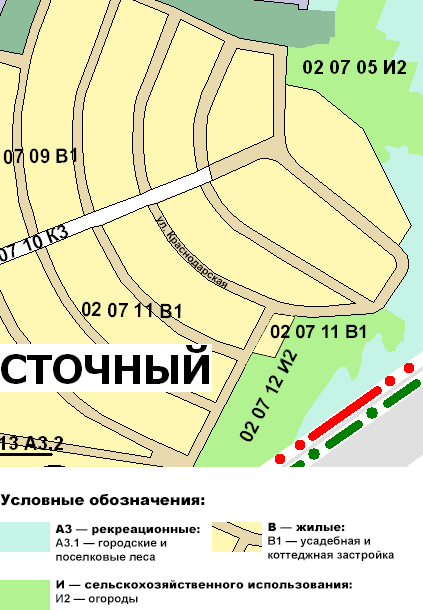 02 07 05 И2
07 09 В1
07 10 К3
ул. Краснодарская
02 07 11 В1
02 07 11 В1
СТОЧНЫЙ
02 07 12 И2
13 А3.2
Условные обозначения:
А3 — рекреационные:
А3.1 — городские и
поселковые леса
В — жилые:
В1 — усадебная и
коттеджная застройка
И — сельскохозяйственного использования:
И2 — огороды